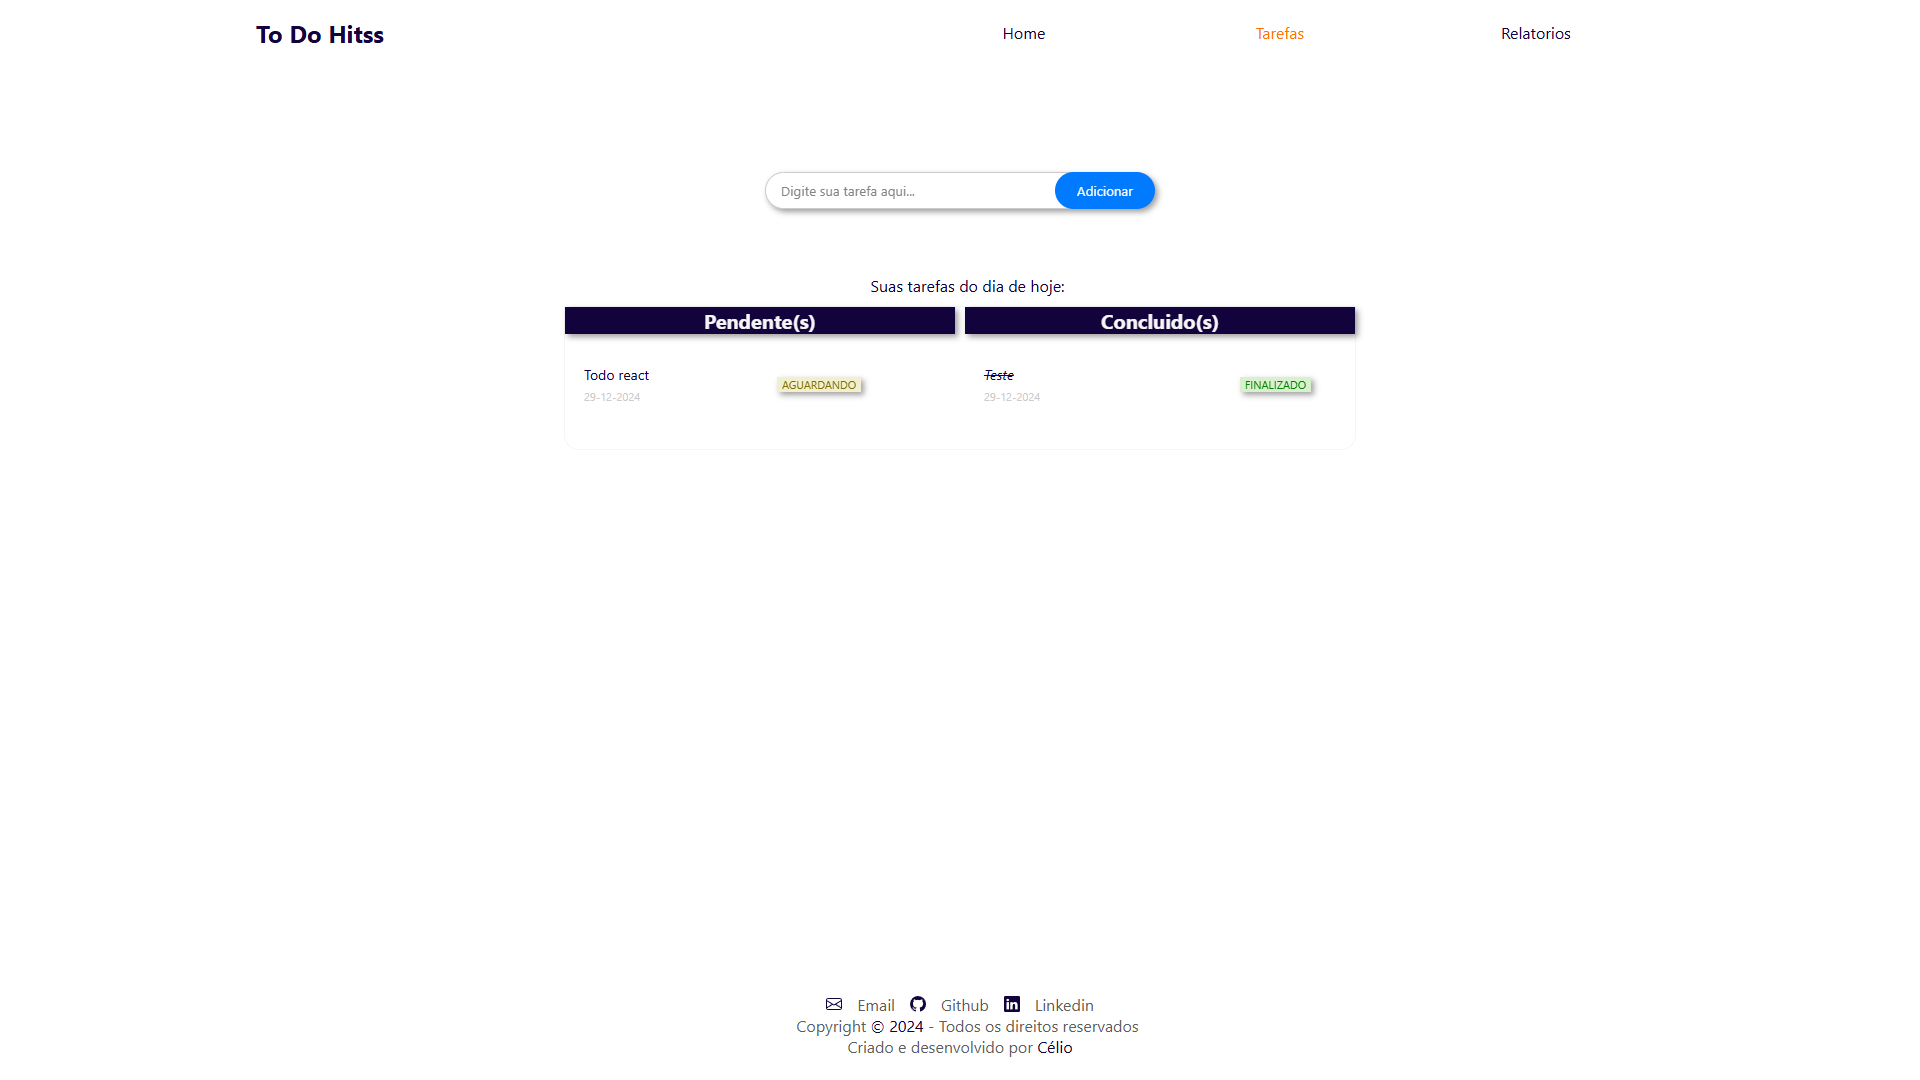 To Do Hitss
Home Tarefas Relatorios
Digite sua tarefa aqui... Adicionar
Suas tarefas do dia de hoje:
Pendente(s) Concluido(s)
Todo react
29-12-2024
AGUARDANDO
Teste
29-12-2024
FINALIZADO
Email Github Linkedin
Copyright © 2024 - Todos os direitos reservados
Criado e desenvolvido por Célio